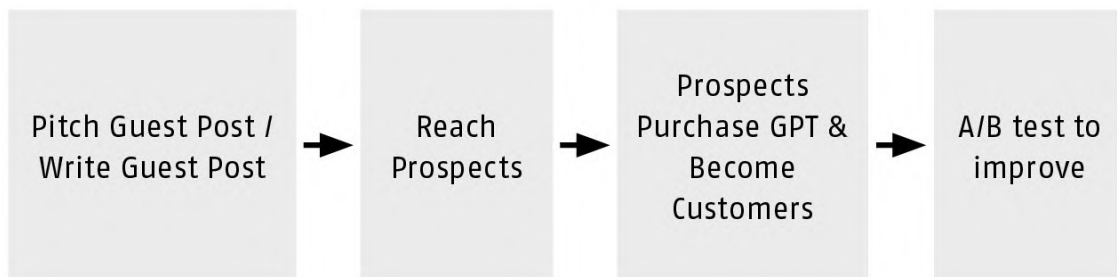 Pitch Guest Post /
Write Guest Post
Reach
Prospects
Prospects
Purchase GPT &
Become
Customers
A/B test to
improve